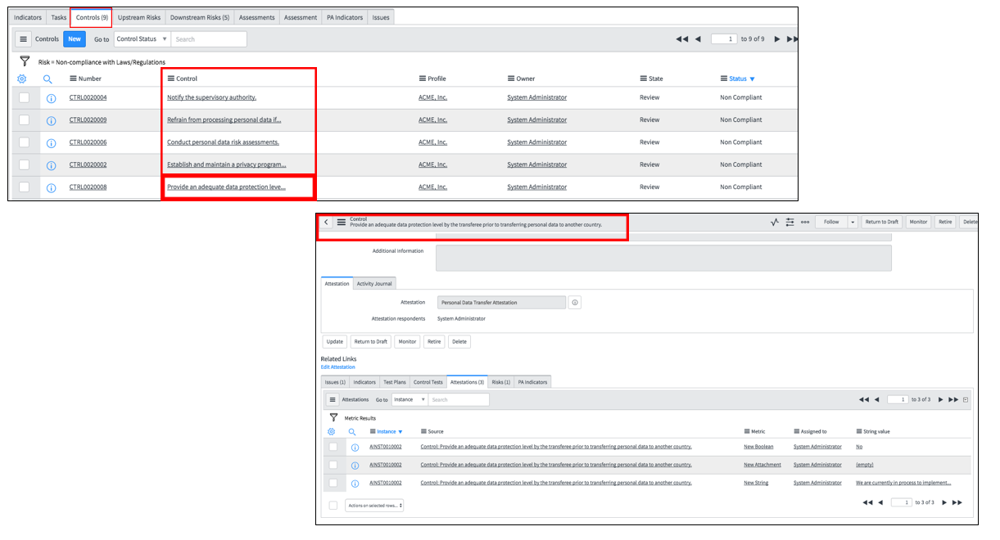 Indicators Tasks Controls (9) Upstream Risks Downstream Risks (5) Assessments Assessment PA Indicators Issues
Controls New Go to Control Status Search 1 to 9 of 9
Risk = Non-compliance with Laws/Regulations
Number Control Profile Owner State Status
CTRL0020004 Notify the supervisory authority. ACME, Inc. System Administrator Review Non Compliant
CTRL0020009 Refrain from processing personal data if... ACME, Inc. System Administrator Review Non Compliant
CTRL0020006 Conduct personal data risk assessments. ACME, Inc. System Administrator Review Non Compliant
CTRL0020002 Establish and maintain a privacy program... ACME, Inc. System Administrator Review Non Compliant
CTRL0020008 Provide an adequate data protection leve... ACME, Inc. System Administrator Review Non Compliant
Control
Provide an adequate data protection level by the transferee prior to transferring personal data to another country.
Follow Return to Draft Monitor Retire Delete
Additional information
Attestation Activity Journal
Attestation Personal Data Transfer Attestation
Attestation respondents System Administrator
Update Return to Draft Monitor Retire Delete
Related Links
Edit Attestation
Issues (1) Indicators Test Plans Control Tests Attestations (3) Risks (1) PA Indicators
Attestations Go to Instance Search 1 to 3 of 3
Metric Results
Instance Source Metric Assigned to String value
AINST0010002 Control: Provide an adequate data protection level by the transferee prior to transferring personal data to another country. New Boolean System Administrator No
AINST0010002 Control: Provide an adequate data protection level by the transferee prior to transferring personal data to another country. New Attachment System Administrator (empty)
AINST0010002 Control: Provide an adequate data protection level by the transferee prior to transferring personal data to another country. New String System Administrator We are currently in process to implement...
Actions on selected rows... 1 to 3 of 3